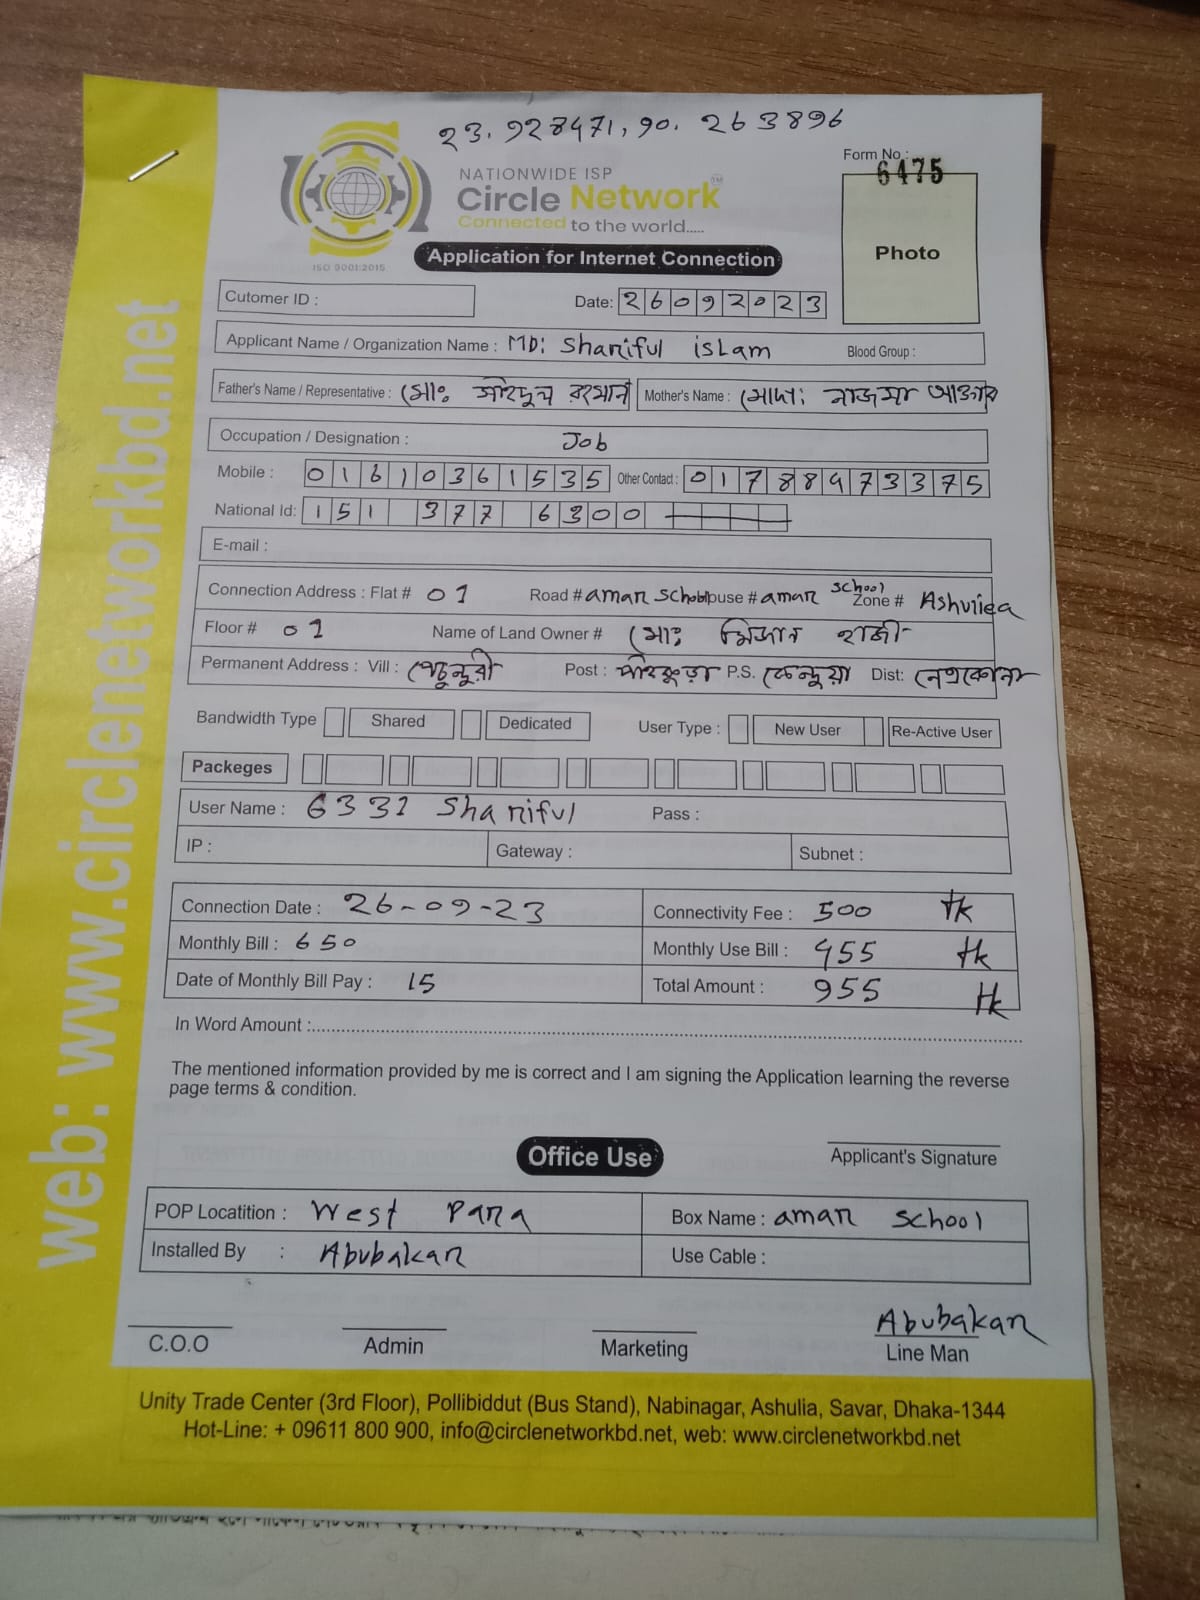 23.928471, 90.263896
Form No.:
6475
NATIONWIDE ISP
Circle Network™
Connected to the world.....
ISO 9001:2015
Application for Internet Connection
Photo
Cutomer ID :
Date: 26092023
Applicant Name / Organization Name : MD: Shariful isLam Blood Group :
Father's Name / Representative : মোঃ রহমান Mother's Name : মোছাঃ নাজমা আক্তার
Occupation / Designation : Job
Mobile : 01610361535 Other Contact : 01788473375
National Id: 151 377 6300
E-mail :
Connection Address : Flat # 01 Road # aman School House # aman school Zone # Ashuliea
Floor # 01 Name of Land Owner # মোঃ মিজান হাজী
Permanent Address : Vill : Post : P.S. কেন্দুয়া Dist: নেত্রকোনা
Bandwidth Type Shared Dedicated User Type : New User Re-Active User
Packeges
User Name : 6331 Shariful Pass :
IP : Gateway : Subnet :
Connection Date : 26-09-23 Connectivity Fee : 500 tk
Monthly Bill : 650 Monthly Use Bill : 455 tk
Date of Monthly Bill Pay : 15 Total Amount : 955 tk
In Word Amount :
The mentioned information provided by me is correct and I am signing the Application learning the reverse
page terms & condition.
Office Use
Applicant's Signature
POP Locatition : West Para Box Name : aman school
Installed By : Abubakar Use Cable :
Abubakar
C.O.O Admin Marketing Line Man
Unity Trade Center (3rd Floor), Pollibiddut (Bus Stand), Nabinagar, Ashulia, Savar, Dhaka-1344
Hot-Line: + 09611 800 900, info@circlenetworkbd.net, web: www.circlenetworkbd.net
web: www.circlenetworkbd.net